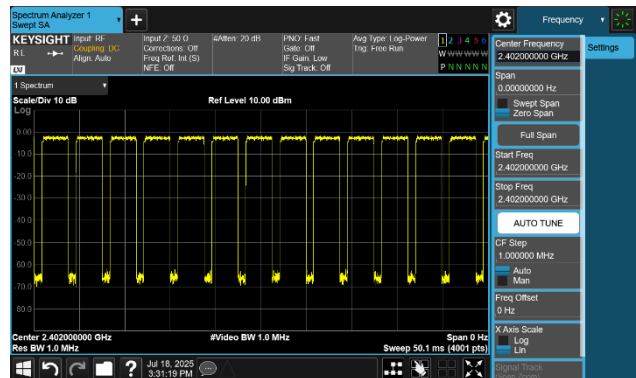 Spectrum Analyzer 1
Swept SA
Frequency
KEYSIGHT
RL
Input: RF
Coupling: DC
Align: Auto
Input Z: 50 Ω
Corrections: Off
Freq Ref: Int (S)
NFE: Off
#Atten: 20 dB
PNO: Fast
Gate: Off
IF Gain: Low
Sig Track: Off
Avg Type: Log-Power
Trig: Free Run
1 2 3 4 5 6
W W W W W W
P N N N N N
LXI
1 Spectrum
Scale/Div 10 dB
Ref Level 10.00 dBm
Log
0.00
-10.0
-20.0
-30.0
-40.0
-50.0
-60.0
-70.0
-80.0
Center 2.402000000 GHz
#Video BW 1.0 MHz
Span 0 Hz
Res BW 1.0 MHz
Sweep 50.1 ms (4001 pts)
Jul 18, 2025
3:31:19 PM
Center Frequency
2.402000000 GHz
Settings
Span
0.00000000 Hz
Swept Span
Zero Span
Full Span
Start Freq
2.402000000 GHz
Stop Freq
2.402000000 GHz
AUTO TUNE
CF Step
1.000000 MHz
Auto
Man
Freq Offset
0 Hz
X Axis Scale
Log
Lin
Signal Track
(Span Zoom)